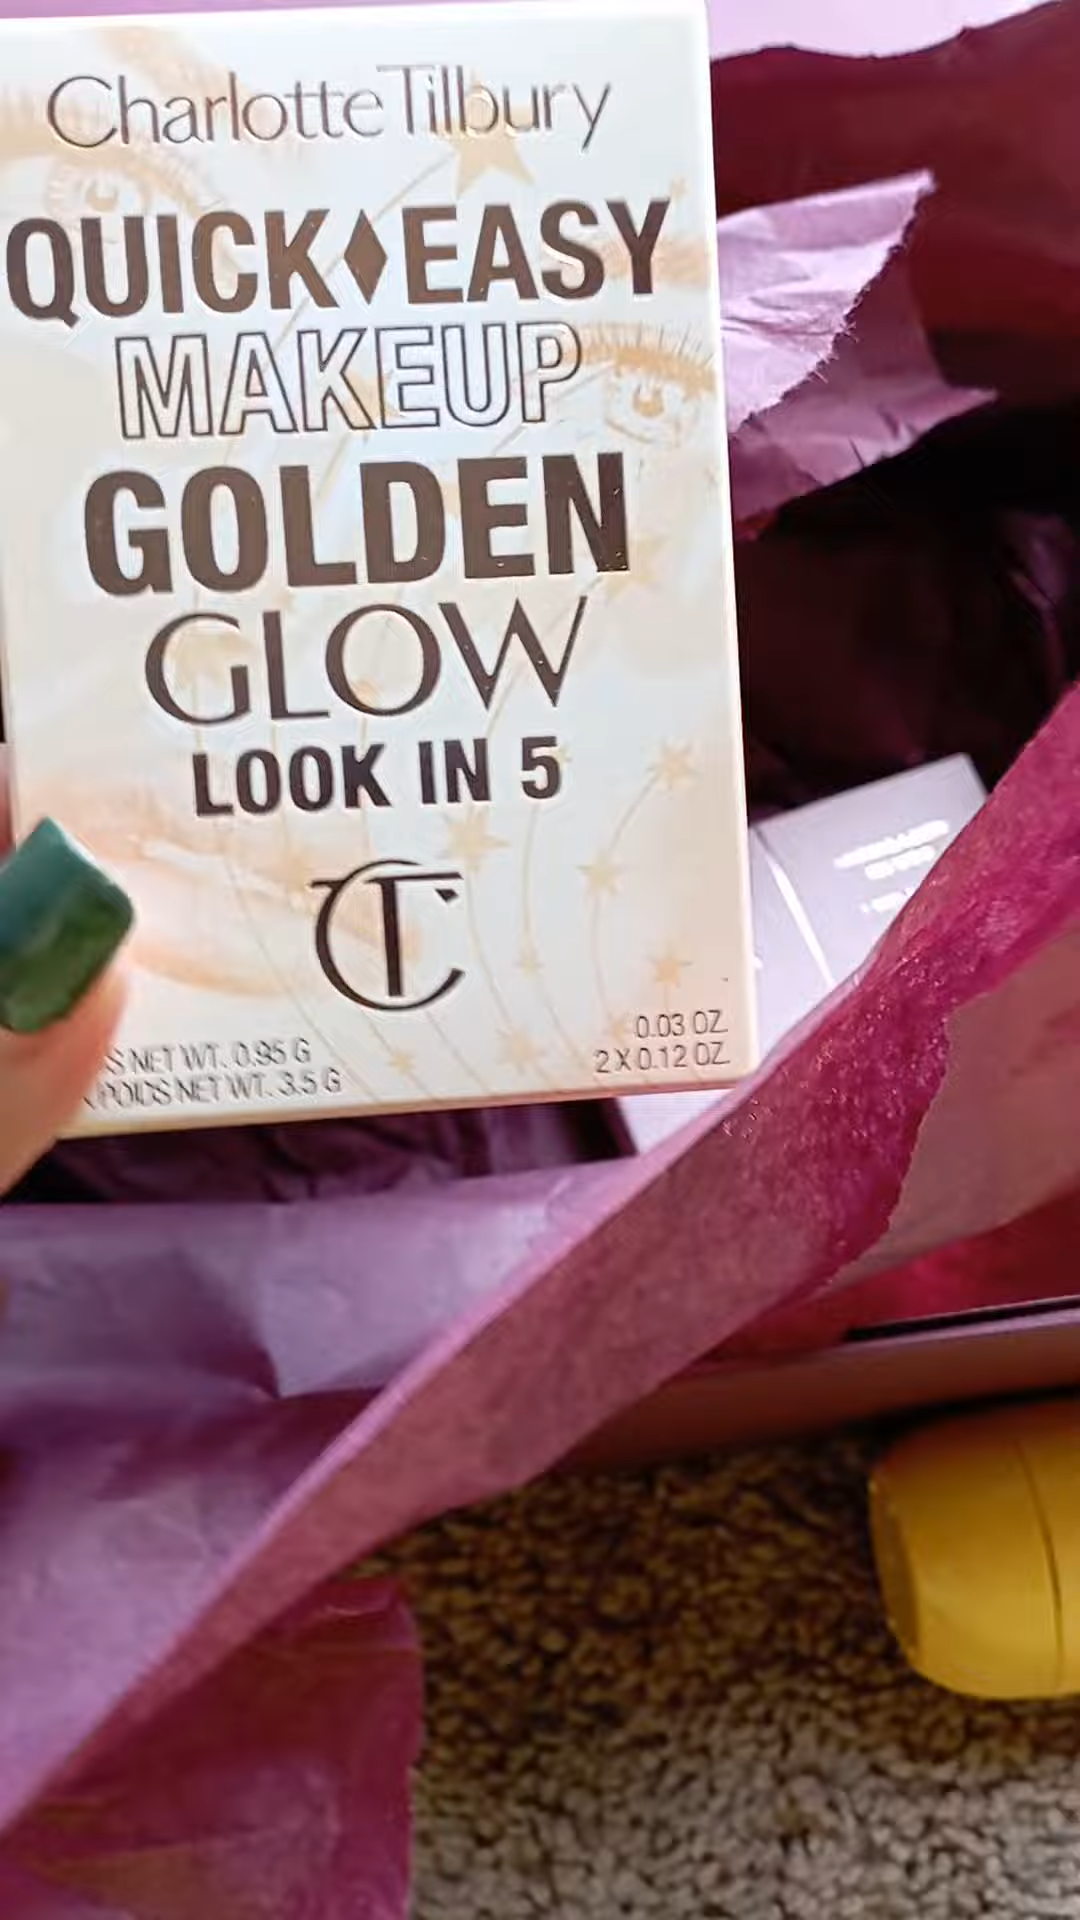 Charlotte Tilbury
QUICK♦EASY
MAKEUP
GOLDEN
GLOW
LOOK IN 5
CT
S NET WT. 0.95 G
POIDS NET WT. 3.5 G
0.03 OZ.
2 X 0.12 OZ.